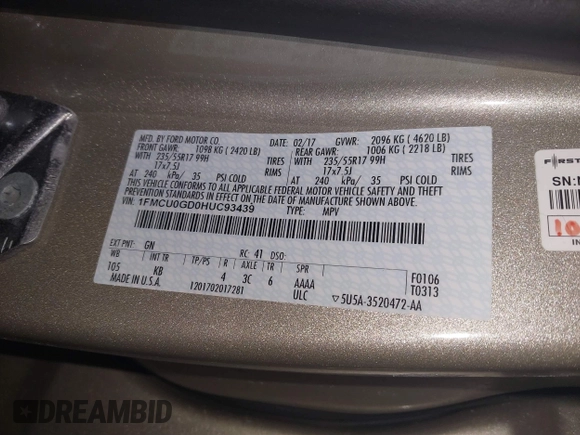 MFD. BY FORD MOTOR CO.
DATE: 02/17 GVWR: 2096 KG ( 4620 LB)
FRONT GAWR: 1098 KG ( 2420 LB) REAR GAWR: 1006 KG ( 2218 LB)
WITH 235/55R17 99H TIRES WITH 235/55R17 99H TIRES
17x7.5J RIMS 17x7.5J RIMS
AT 240 kPa/ 35 PSI COLD AT 240 kPa/ 35 PSI COLD
THIS VEHICLE CONFORMS TO ALL APPLICABLE FEDERAL MOTOR VEHICLE SAFETY AND THEFT
PREVENTION STANDARDS IN EFFECT ON THE DATE OF MANUFACTURE SHOWN ABOVE.
VIN: 1FMCU0GD0HUC93439 TYPE: MPV
EXT PNT: GN RC: 41 DSO:
WB INT TR TP/PS R AXLE TR SPR
105 KB 4 3C 6 AAAA F0106
MADE IN U.S.A. ULC T0313
1201702017281 5U5A-3520472-AA
FIRST
SN:
DREAMBID